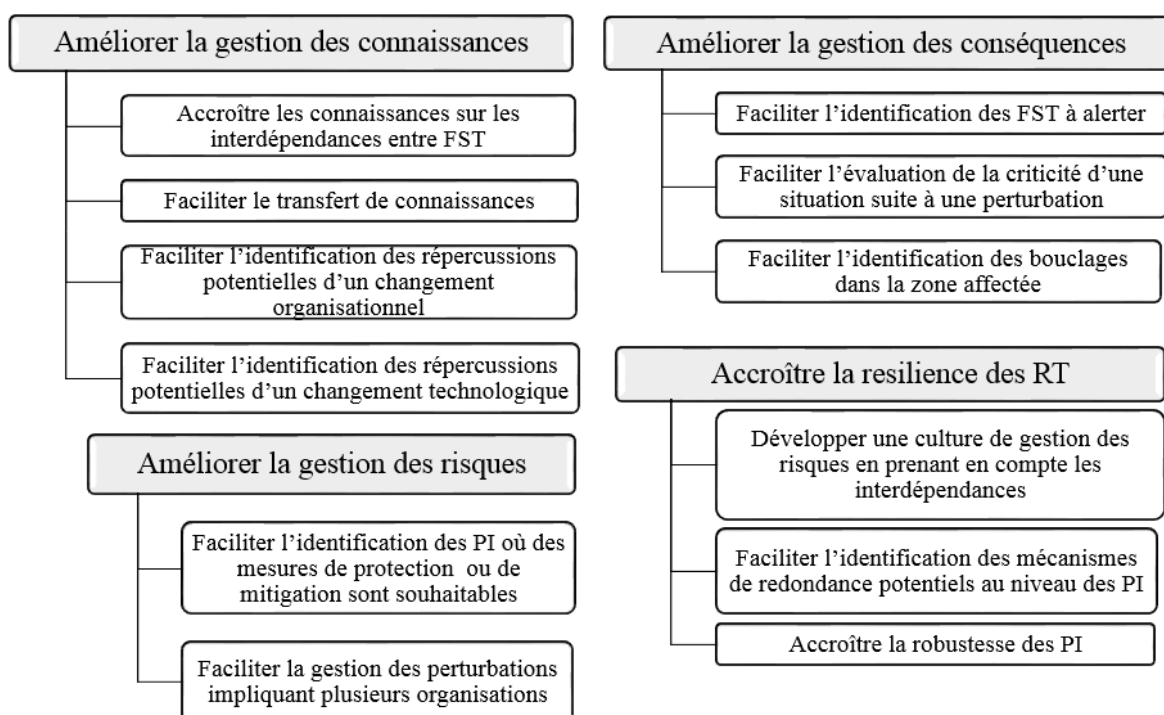 Améliorer la gestion des connaissances
Accroître les connaissances sur les
interdépendances entre FST
Faciliter le transfert de connaissances
Faciliter l'identification des répercussions
potentielles d'un changement
organisationnel
Faciliter l'identification des répercussions
potentielles d'un changement technologique
Améliorer la gestion des risques
Faciliter l'identification des PI où des
mesures de protection ou de
mitigation sont souhaitables
Faciliter la gestion des perturbations
impliquant plusieurs organisations
Améliorer la gestion des conséquences
Faciliter l'identification des FST à alerter
Faciliter l'évaluation de la criticité d'une
situation suite à une perturbation
Faciliter l'identification des bouclages
dans la zone affectée
Accroître la resilience des RT
Développer une culture de gestion des
risques en prenant en compte les
interdépendances
Faciliter l'identification des mécanismes
de redondance potentiels au niveau des PI
Accroître la robustesse des PI